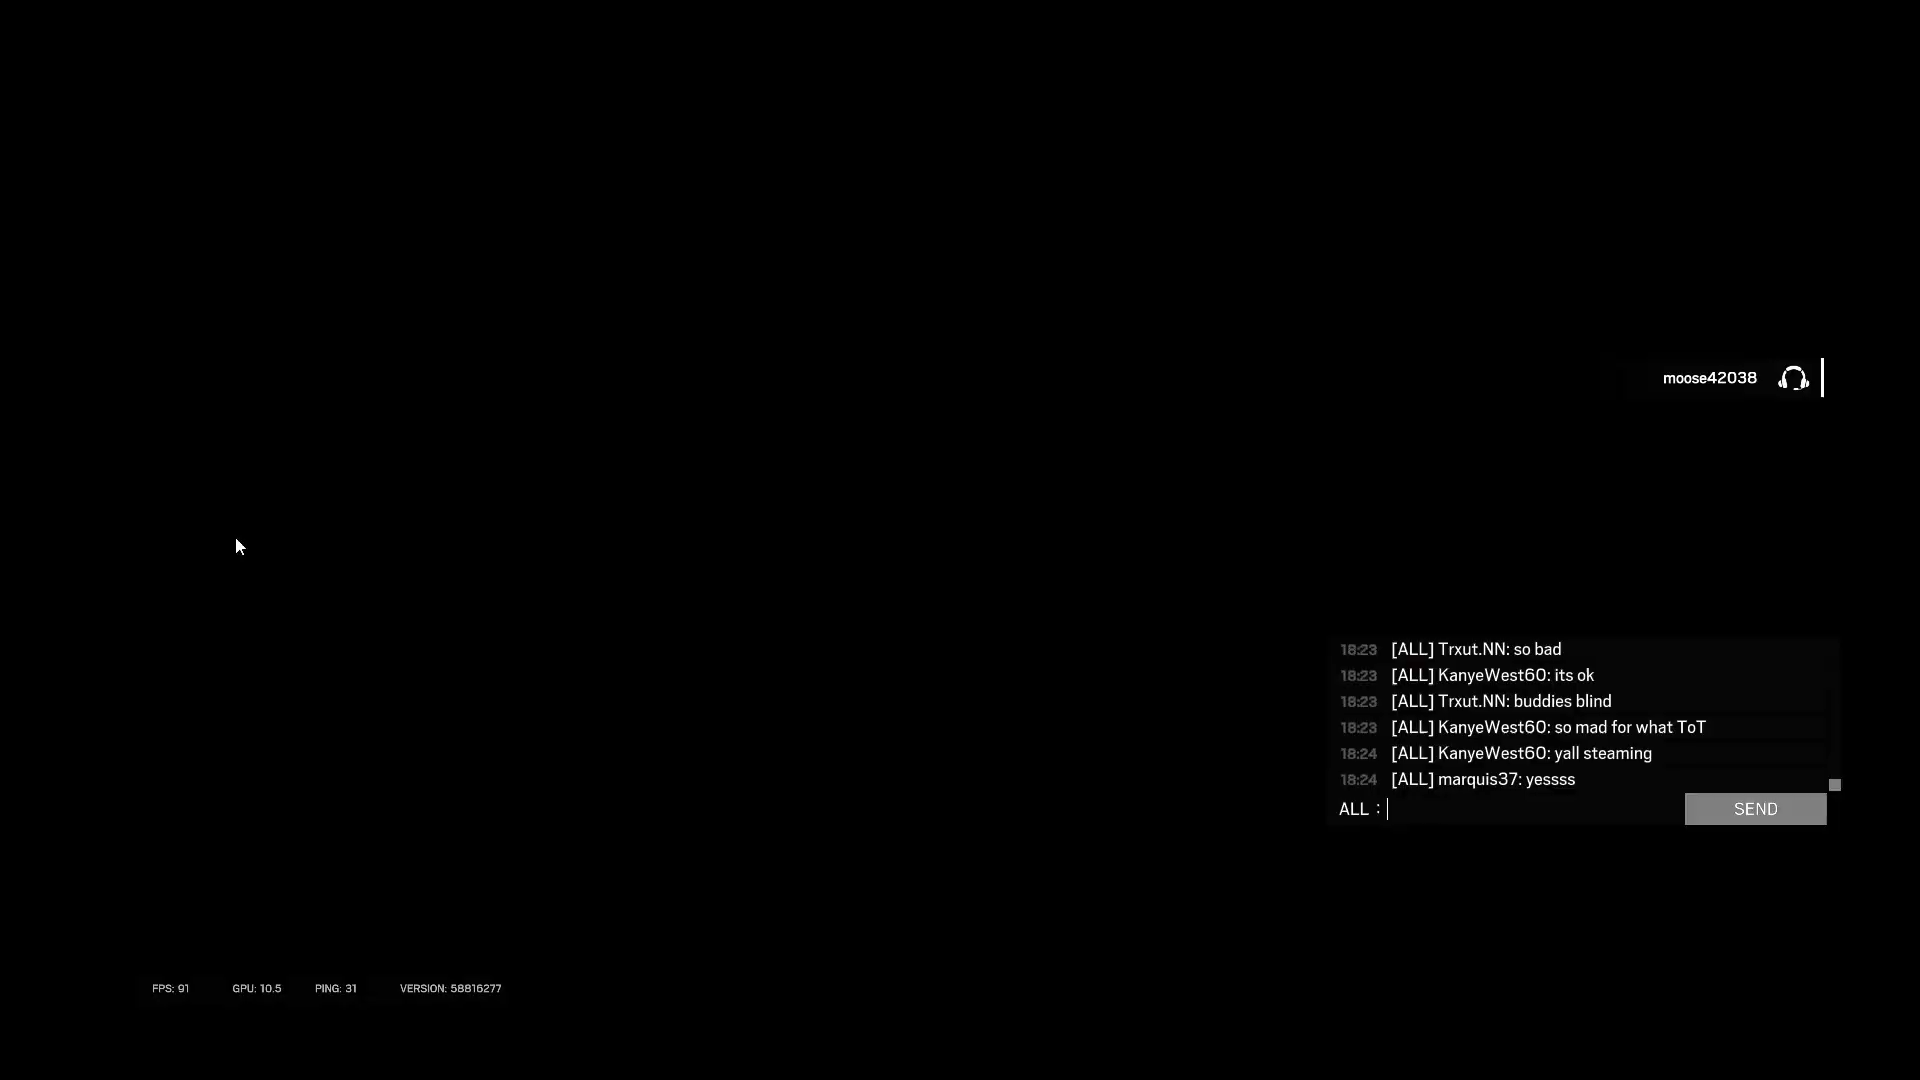 moose42038
18:23 [ALL] Trxut.NN: so bad
18:23 [ALL] KanyeWest60: its ok
18:23 [ALL] Trxut.NN: buddies blind
18:23 [ALL] KanyeWest60: so mad for what ToT
18:24 [ALL] KanyeWest60: yall steaming
18:24 [ALL] marquis37: yessss
ALL : SEND
FPS: 91 GPU: 10.5 PING: 31 VERSION: 58816277